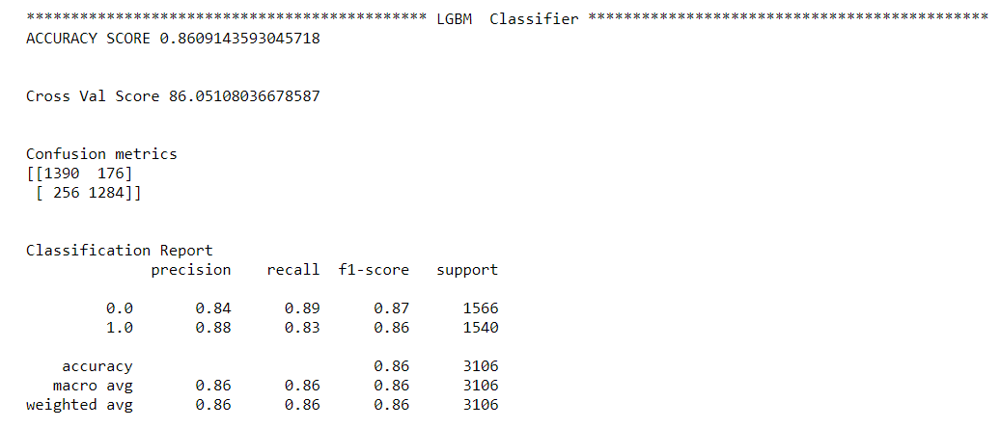 ********************************************* LGBM  Classifier *********************************************
ACCURACY SCORE 0.8609143593045718
Cross Val Score 86.05108036678587
Confusion metrics
[[1390  176]
 [ 256 1284]]
Classification Report
              precision    recall  f1-score   support
         0.0       0.84      0.89      0.87      1566
         1.0       0.88      0.83      0.86      1540
    accuracy                           0.86      3106
   macro avg       0.86      0.86      0.86      3106
weighted avg       0.86      0.86      0.86      3106